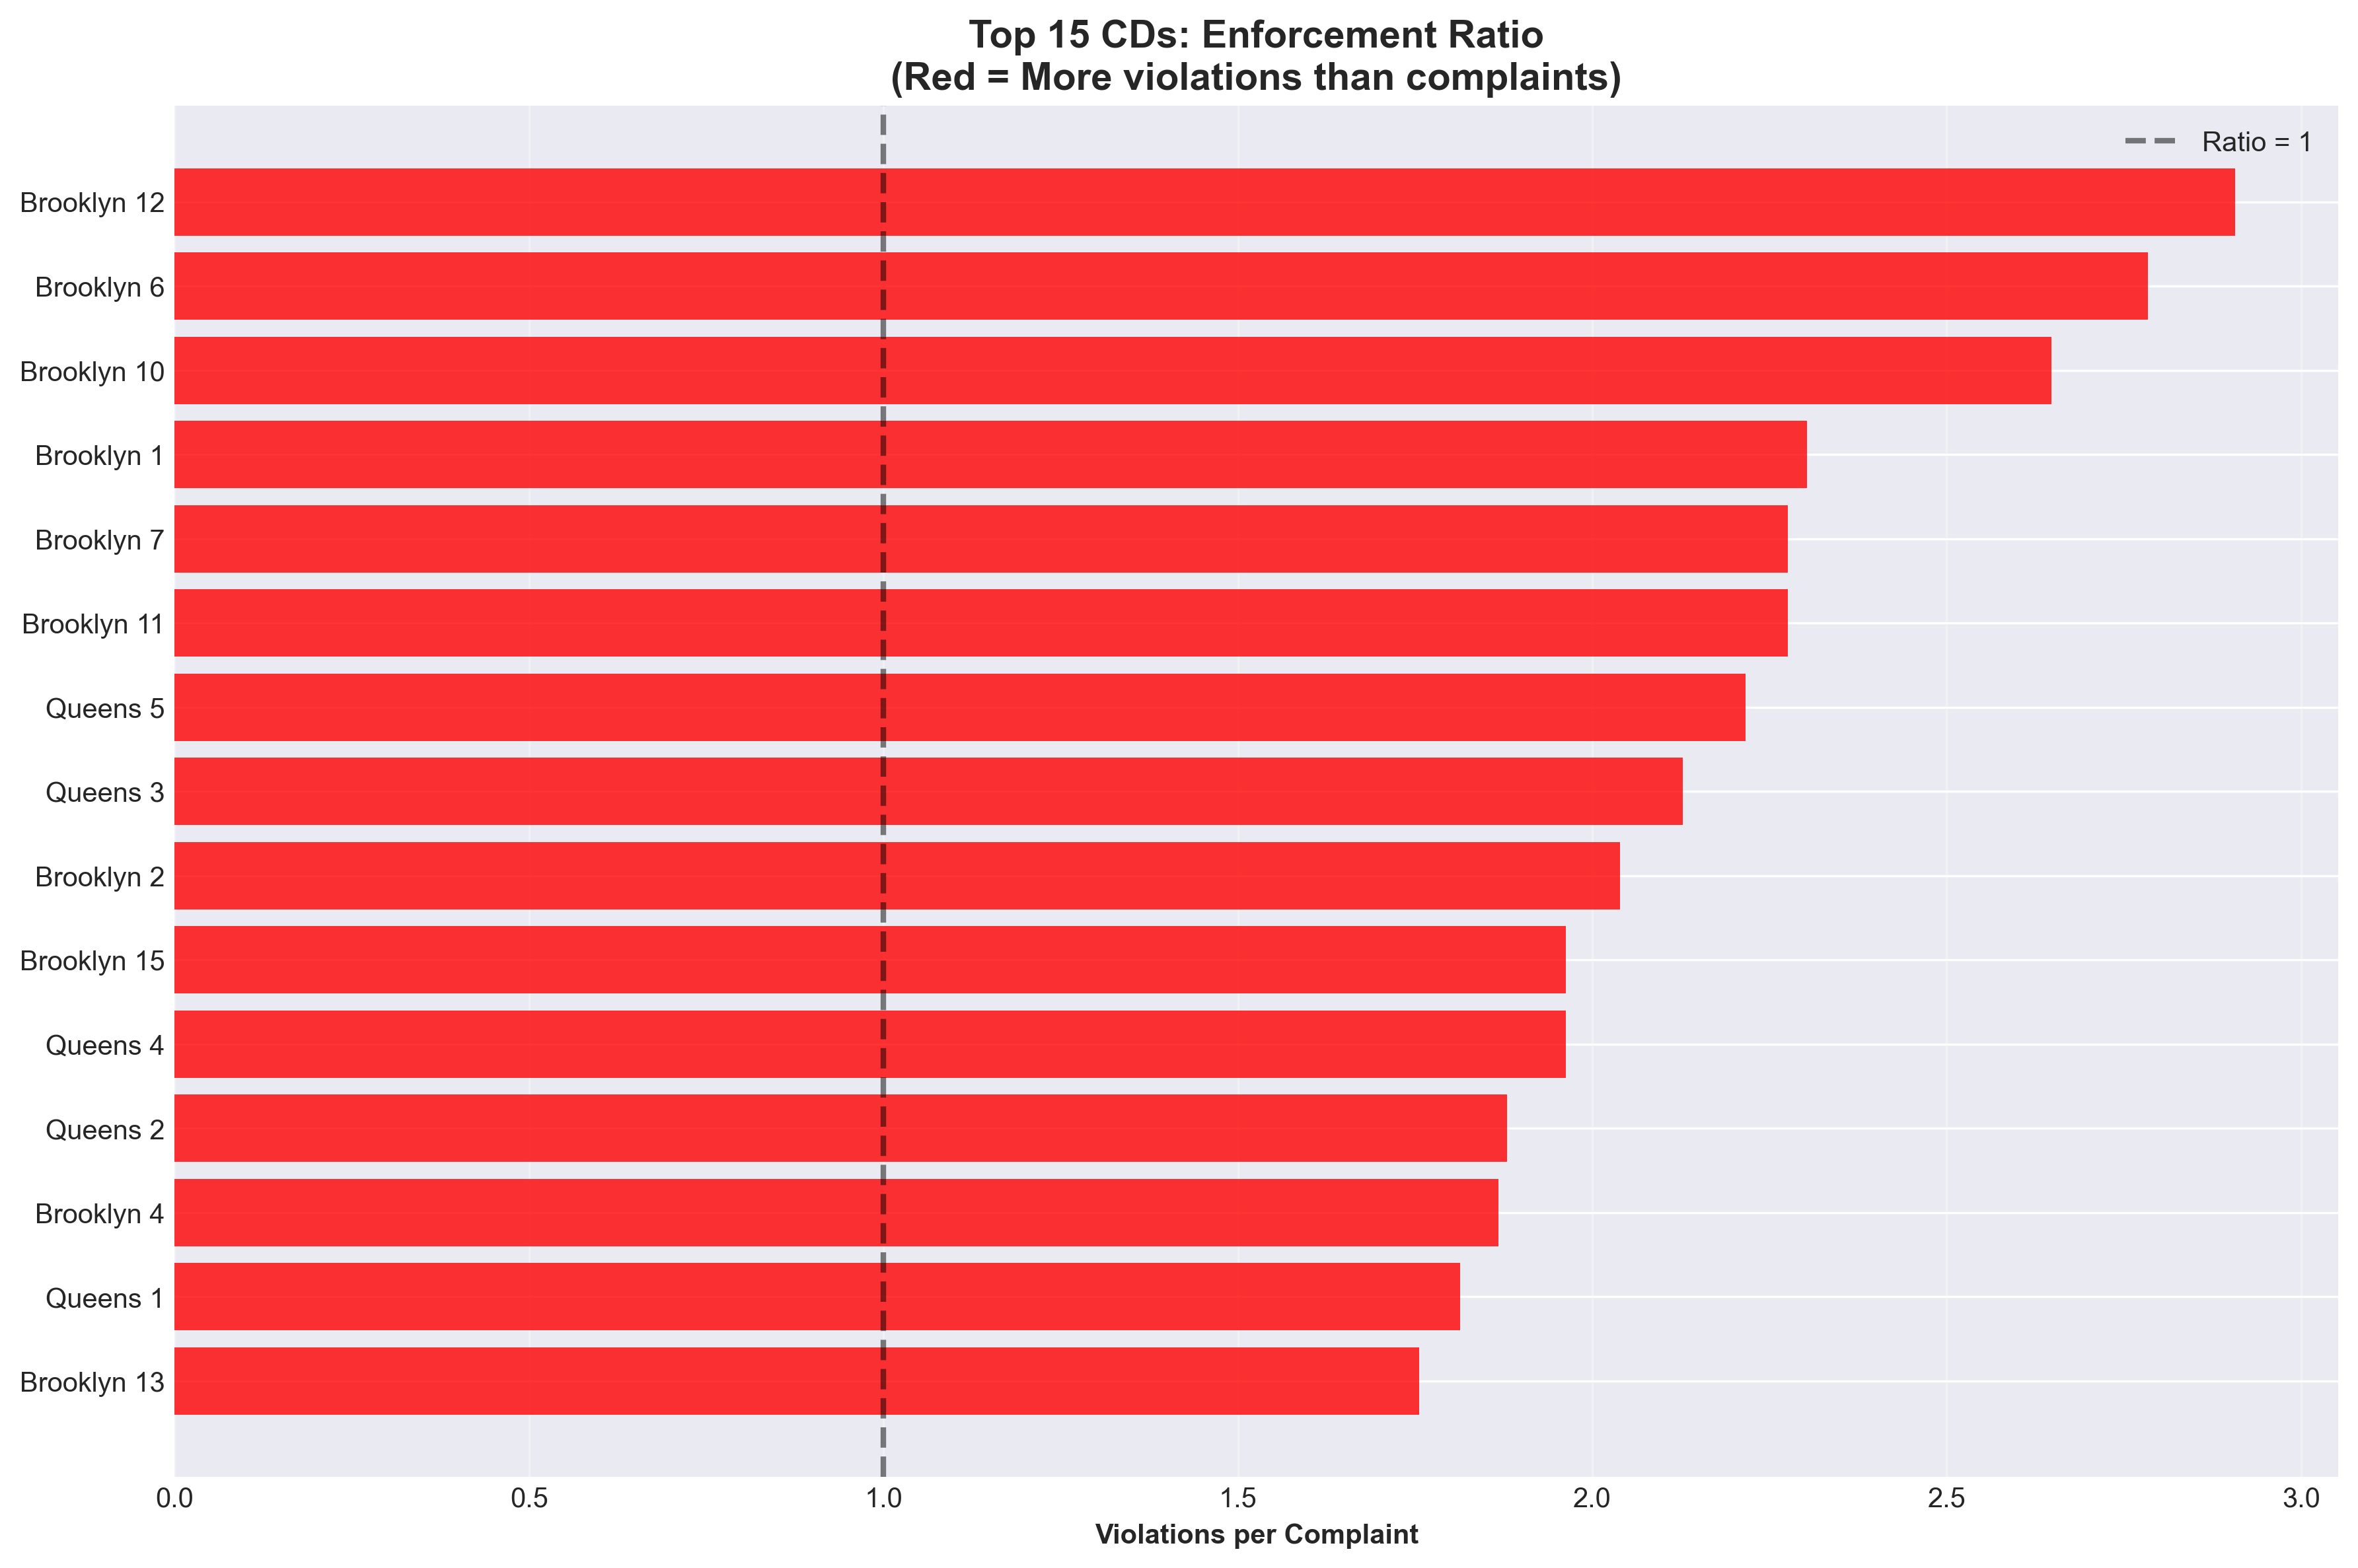 Top 15 CDs: Enforcement Ratio
(Red = More violations than complaints)
Ratio = 1
Brooklyn 12
Brooklyn 6
Brooklyn 10
Brooklyn 1
Brooklyn 7
Brooklyn 11
Queens 5
Queens 3
Brooklyn 2
Brooklyn 15
Queens 4
Queens 2
Brooklyn 4
Queens 1
Brooklyn 13
0.0 0.5 1.0 1.5 2.0 2.5 3.0
Violations per Complaint